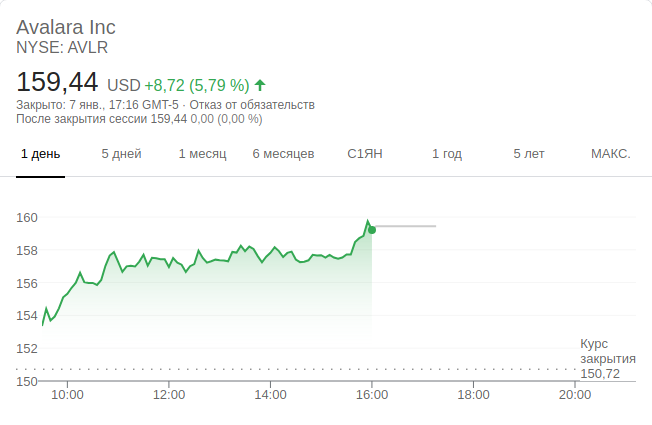 Avalara Inc
NYSE: AVLR
159,44 USD +8,72 (5,79 %)
Закрыто: 7 янв., 17:16 GMT-5 · Отказ от обязательств
После закрытия сессии 159,44 0,00 (0,00 %)
1 день 5 дней 1 месяц 6 месяцев С1ЯН 1 год 5 лет МАКС.
160
158
156
154
152
150
Курс
закрытия
150,72
10:00 12:00 14:00 16:00 18:00 20:00